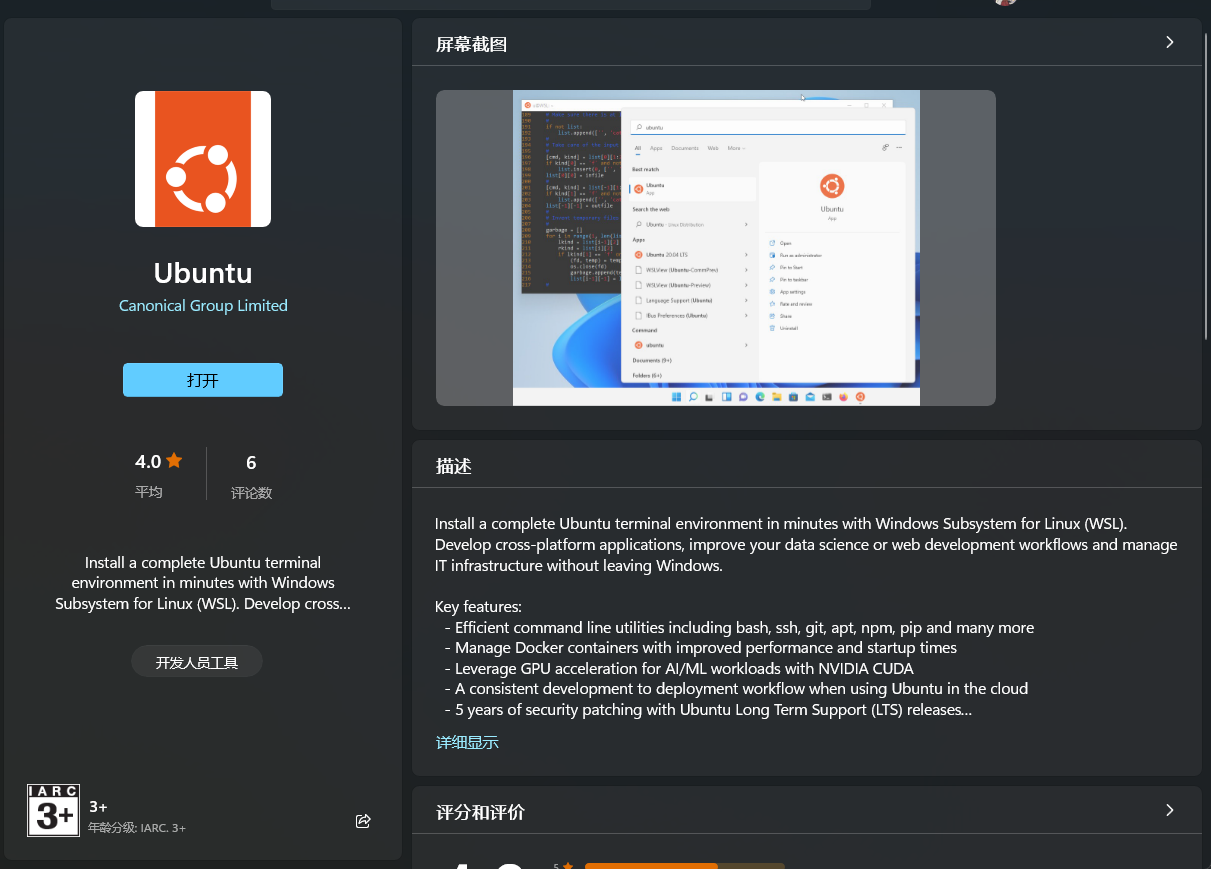 Ubuntu
Canonical Group Limited
打开
4.0
平均
6
评论数
Install a complete Ubuntu terminal
environment in minutes with Windows
Subsystem for Linux (WSL). Develop cross...
开发人员工具
IARC
3+
3+
年龄分级: IARC. 3+
屏幕截图
ubuntu
All Apps Documents Web More
Best match
Ubuntu
App
Search the web
Ubuntu - Linux Distribution
Apps
Ubuntu 20.04 LTS
WSLView (Ubuntu-CommPrev)
WSLView (Ubuntu-Preview)
Language Support (Ubuntu)
IBus Preferences (Ubuntu)
Command
ubuntu
Documents (9+)
Folders (6+)
Ubuntu
App
Open
Run as administrator
Pin to Start
Pin to taskbar
App settings
Rate and review
Share
Uninstall
描述
Install a complete Ubuntu terminal environment in minutes with Windows Subsystem for Linux (WSL).
Develop cross-platform applications, improve your data science or web development workflows and manage
IT infrastructure without leaving Windows.
Key features:
- Efficient command line utilities including bash, ssh, git, apt, npm, pip and many more
- Manage Docker containers with improved performance and startup times
- Leverage GPU acceleration for AI/ML workloads with NVIDIA CUDA
- A consistent development to deployment workflow when using Ubuntu in the cloud
- 5 years of security patching with Ubuntu Long Term Support (LTS) releases...
详细显示
评分和评价
5